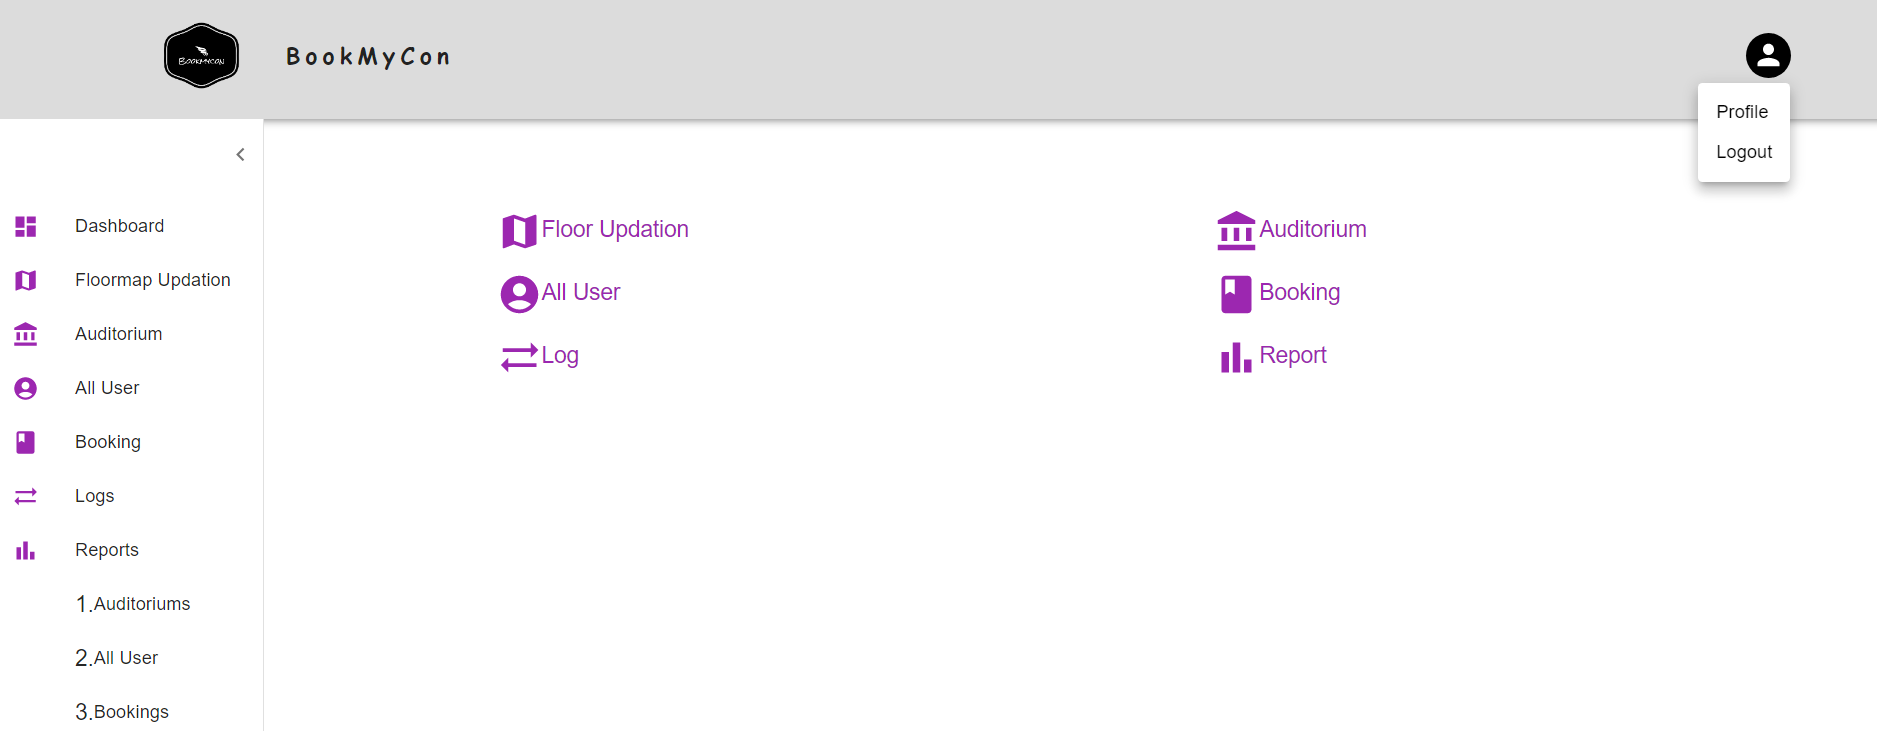 BookMyCon
BookMyCon
Profile
Logout
Dashboard
Floormap Updation
Auditorium
All User
Booking
Logs
Reports
1.Auditoriums
2.All User
3.Bookings
Floor Updation
Auditorium
All User
Booking
Log
Report